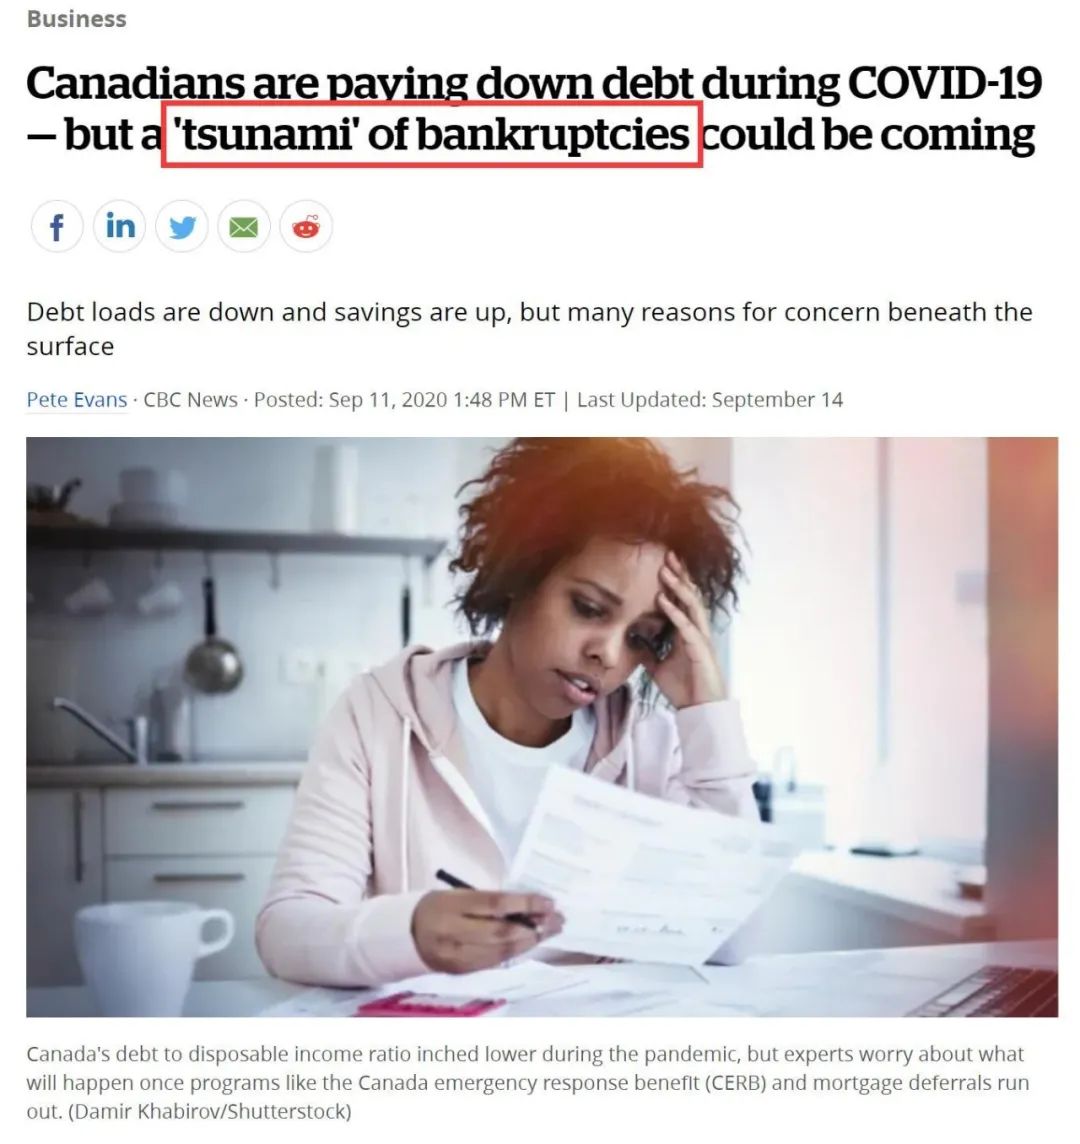 Business
Canadians are paying down debt during COVID-19
— but a 'tsunami' of bankruptcies could be coming
f in
Debt loads are down and savings are up, but many reasons for concern beneath the
surface
Pete Evans · CBC News · Posted: Sep 11, 2020 1:48 PM ET | Last Updated: September 14
Canada's debt to disposable income ratio inched lower during the pandemic, but experts worry about what
will happen once programs like the Canada emergency response benefit (CERB) and mortgage deferrals run
out. (Damir Khabirov/Shutterstock)